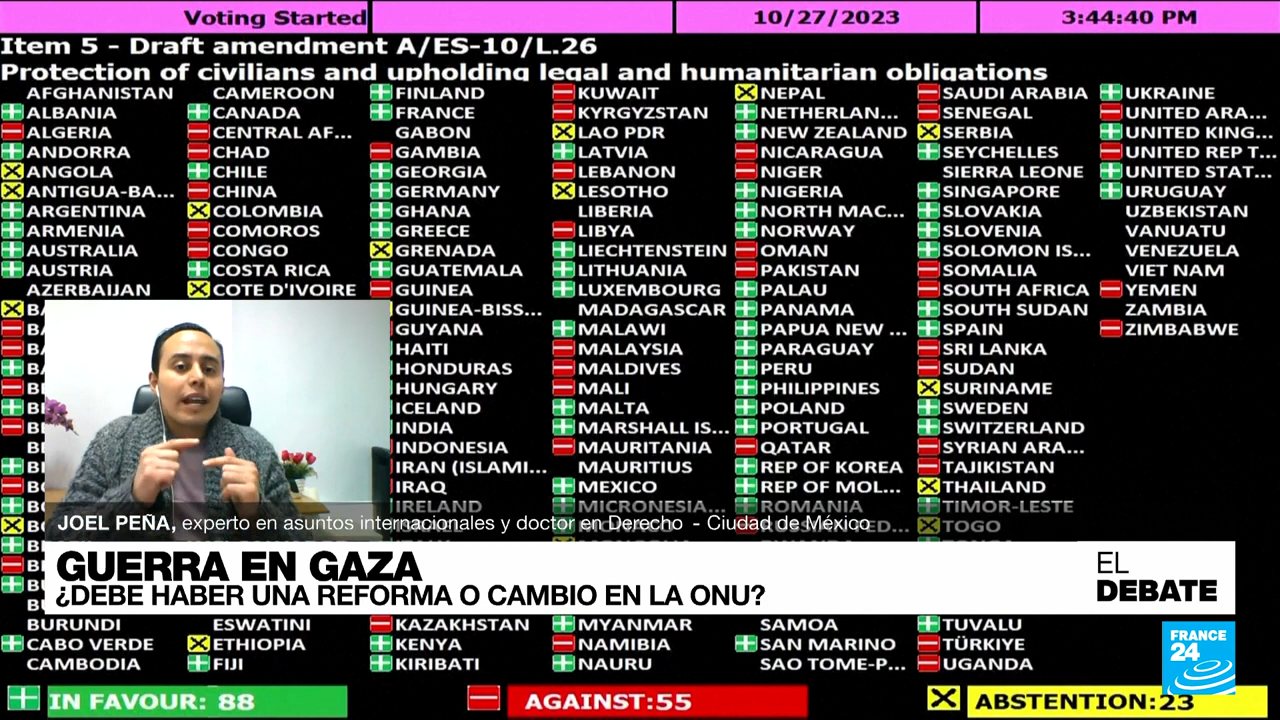 Voting Started 10/27/2023 3:44:40 PM
Item 5 - Draft amendment A/ES-10/L.26
Protection of civilians and upholding legal and humanitarian obligations
AFGHANISTAN CAMEROON FINLAND KUWAIT NEPAL SAUDI ARABIA UKRAINE
ALBANIA CANADA FRANCE KYRGYZSTAN NETHERLAN... SENEGAL UNITED ARA...
ALGERIA CENTRAL AF... GABON LAO PDR NEW ZEALAND SERBIA UNITED KING...
ANDORRA CHAD GAMBIA LATVIA NICARAGUA SEYCHELLES UNITED REP T...
ANGOLA CHILE GEORGIA LEBANON NIGER SIERRA LEONE UNITED STAT...
ANTIGUA-BA... CHINA GERMANY LESOTHO NIGERIA SINGAPORE URUGUAY
ARGENTINA COLOMBIA GHANA LIBERIA NORTH MAC... SLOVAKIA UZBEKISTAN
ARMENIA COMOROS GREECE LIBYA NORWAY SLOVENIA VANUATU
AUSTRALIA CONGO GRENADA LIECHTENSTEIN OMAN SOLOMON IS... VENEZUELA
AUSTRIA COSTA RICA GUATEMALA LITHUANIA PAKISTAN SOMALIA VIET NAM
AZERBAIJAN COTE D'IVOIRE GUINEA LUXEMBOURG PALAU SOUTH AFRICA YEMEN
GUINEA-BISS... MADAGASCAR PANAMA SOUTH SUDAN ZAMBIA
GUYANA MALAWI PAPUA NEW ... SPAIN ZIMBABWE
HAITI MALAYSIA PARAGUAY SRI LANKA
HONDURAS MALDIVES PERU SUDAN
HUNGARY MALI PHILIPPINES SURINAME
ICELAND MALTA POLAND SWEDEN
INDIA MARSHALL IS... PORTUGAL SWITZERLAND
INDONESIA MAURITANIA QATAR SYRIAN ARA...
IRAN (ISLAMI... MAURITIUS REP OF KOREA TAJIKISTAN
IRAQ MEXICO REP OF MOL... THAILAND
IRELAND MICRONESIA... ROMANIA TIMOR-LESTE
JOEL PEÑA, experto en asuntos internacionales y doctor en Derecho - Ciudad de México TOGO
GUERRA EN GAZA
¿DEBE HABER UNA REFORMA O CAMBIO EN LA ONU?
EL
DEBATE
BURUNDI ESWATINI KAZAKHSTAN MYANMAR SAMOA TUVALU
CABO VERDE ETHIOPIA KENYA NAMIBIA SAN MARINO TÜRKIYE
CAMBODIA FIJI KIRIBATI NAURU SAO TOME-P... UGANDA
FRANCE
24
IN FAVOUR: 88 AGAINST:55 ABSTENTION:23